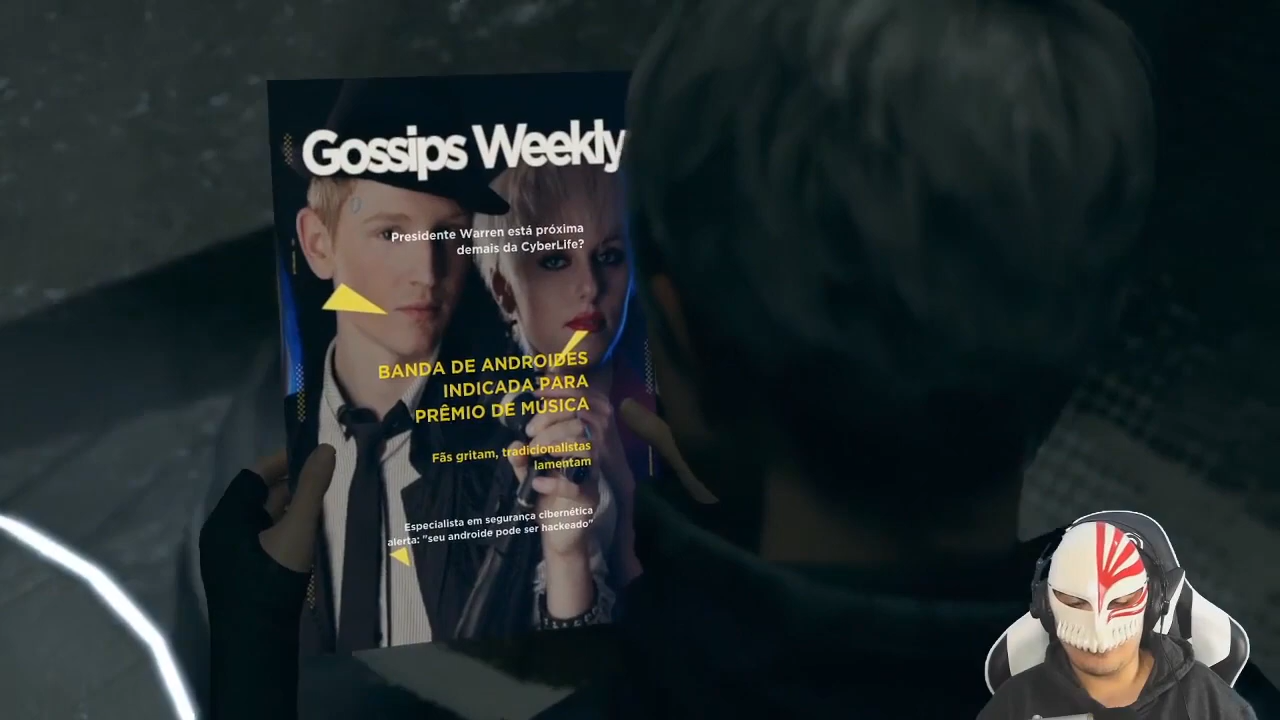 Gossips Weekly
Presidente Warren está próxima
demais da CyberLife?
BANDA DE ANDROIDES
INDICADA PARA
PRÊMIO DE MÚSICA
Fãs gritam, tradicionalistas
lamentam
Especialista em segurança cibernética
alerta: "seu androide pode ser hackeado"